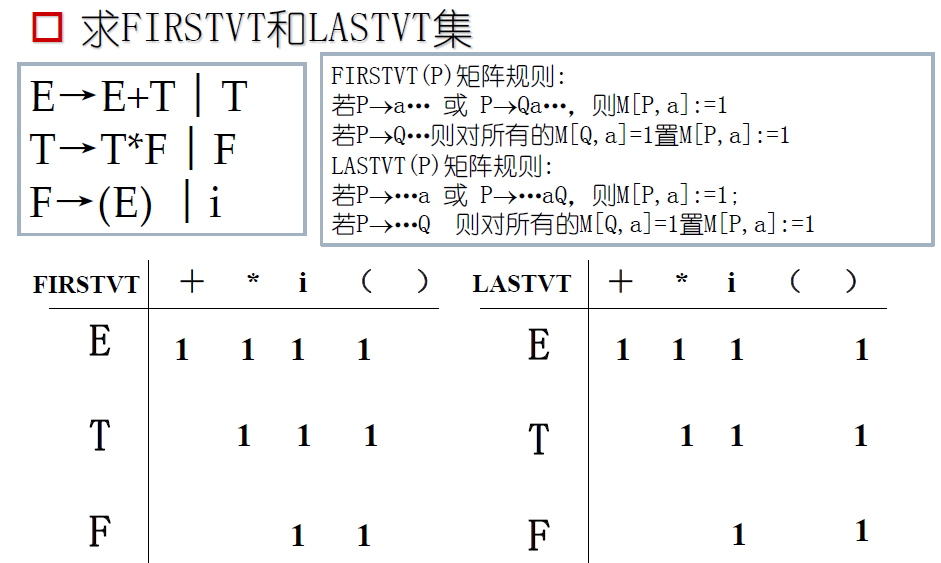 求FIRSTVT和LASTVT集
E→E+T | T
T→T*F | F
F→(E) | i
FIRSTVT(P)矩阵规则:
若P→a… 或 P→Qa…，则M[P,a]:=1
若P→Q…则对所有的M[Q,a]=1置M[P,a]:=1
LASTVT(P)矩阵规则:
若P→…a 或 P→…aQ，则M[P,a]:=1;
若P→…Q 则对所有的M[Q,a]=1置M[P,a]:=1
FIRSTVT + * i ( )
E 1 1 1 1
T 1 1 1
F 1 1
LASTVT + * i ( )
E 1 1 1 1
T 1 1 1
F 1 1